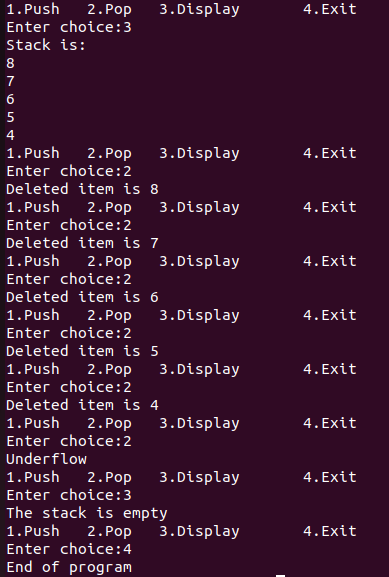 1.Push   2.Pop   3.Display       4.Exit
Enter choice:3
Stack is:
8
7
6
5
4
1.Push   2.Pop   3.Display       4.Exit
Enter choice:2
Deleted item is 8
1.Push   2.Pop   3.Display       4.Exit
Enter choice:2
Deleted item is 7
1.Push   2.Pop   3.Display       4.Exit
Enter choice:2
Deleted item is 6
1.Push   2.Pop   3.Display       4.Exit
Enter choice:2
Deleted item is 5
1.Push   2.Pop   3.Display       4.Exit
Enter choice:2
Deleted item is 4
1.Push   2.Pop   3.Display       4.Exit
Enter choice:2
Underflow
1.Push   2.Pop   3.Display       4.Exit
Enter choice:3
The stack is empty
1.Push   2.Pop   3.Display       4.Exit
Enter choice:4
End of program